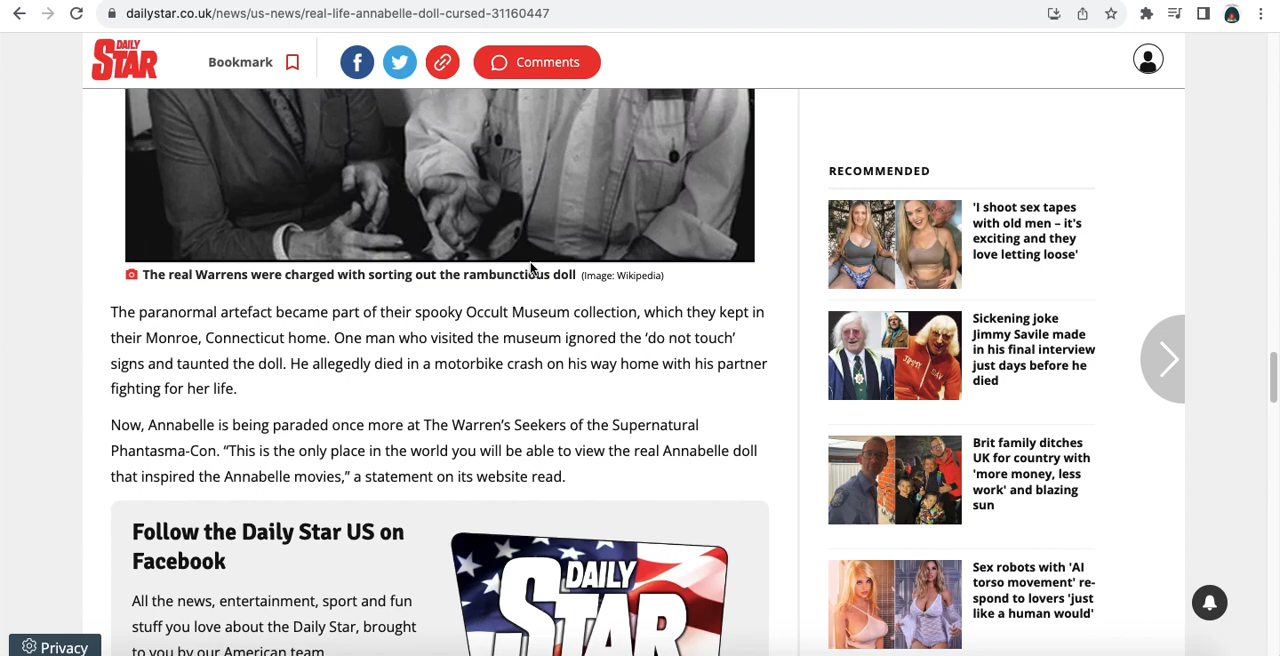 dailystar.co.uk/news/us-news/real-life-annabelle-doll-cursed-31160447
DAILY
STAR
Bookmark
Comments
The real Warrens were charged with sorting out the rambunctious doll (Image: Wikipedia)
The paranormal artefact became part of their spooky Occult Museum collection, which they kept in
their Monroe, Connecticut home. One man who visited the museum ignored the ‘do not touch’
signs and taunted the doll. He allegedly died in a motorbike crash on his way home with his partner
fighting for her life.
Now, Annabelle is being paraded once more at The Warren’s Seekers of the Supernatural
Phantasma-Con. “This is the only place in the world you will be able to view the real Annabelle doll
that inspired the Annabelle movies,” a statement on its website read.
Follow the Daily Star US on
Facebook
All the news, entertainment, sport and fun
stuff you love about the Daily Star, brought
to you by our American team
DAILY
STAR
RECOMMENDED
'I shoot sex tapes
with old men – it's
exciting and they
love letting loose'
Sickening joke
Jimmy Savile made
in his final interview
just days before he
died
Brit family ditches
UK for country with
'more money, less
work' and blazing
sun
Sex robots with 'AI
torso movement' re-
spond to lovers 'just
like a human would'
Privacy